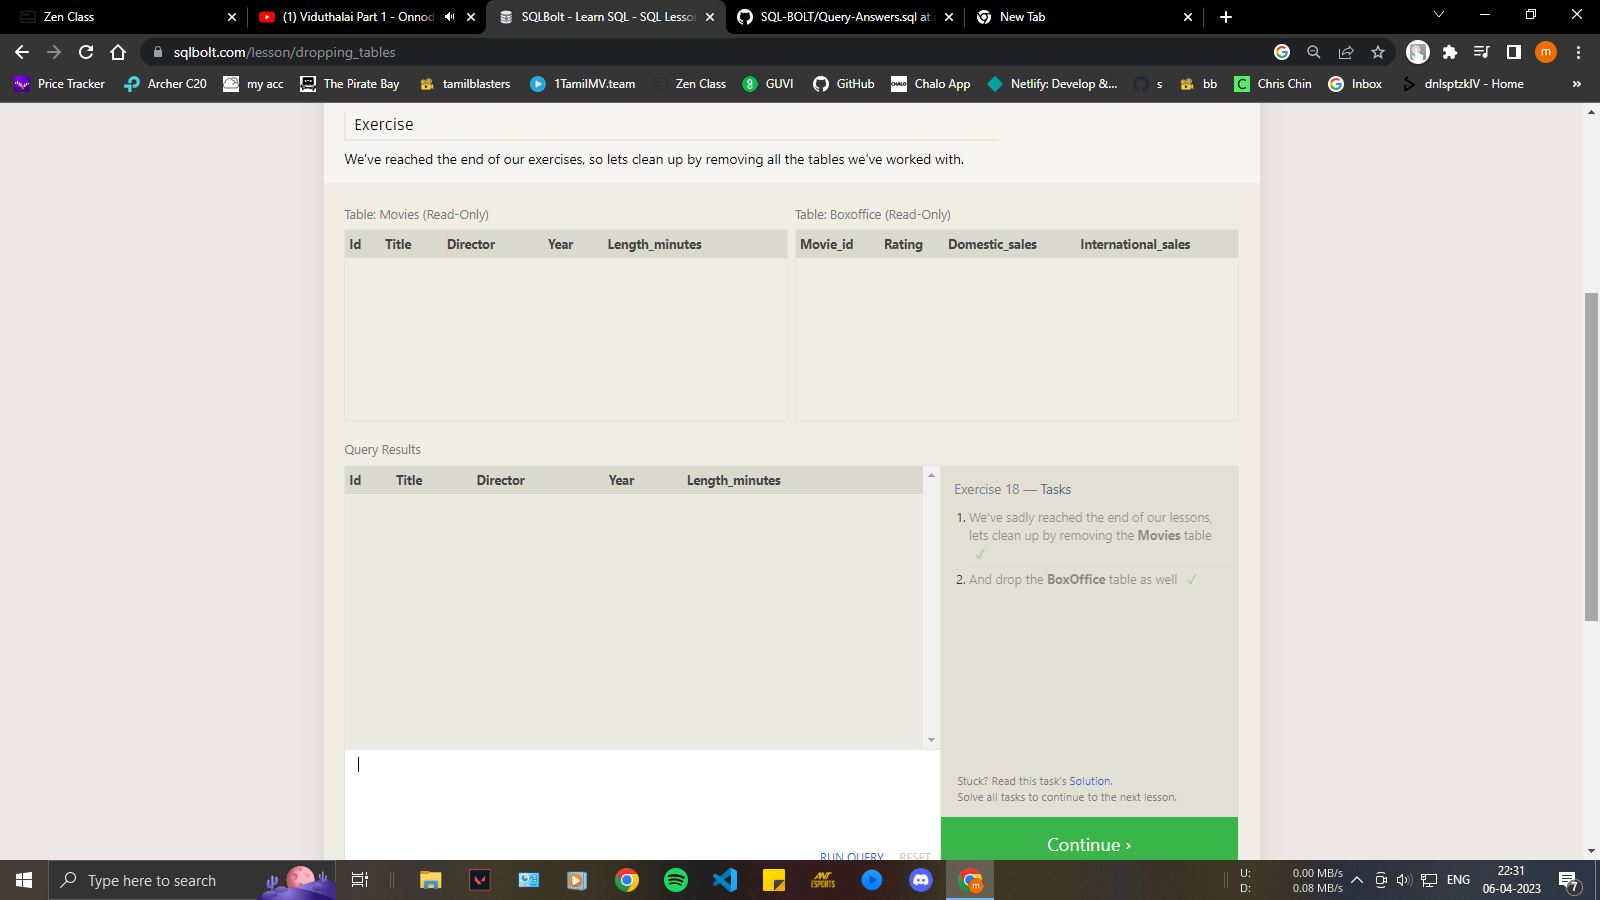 Zen Class
(1) Viduthalai Part 1 - Onnod
SQLBolt - Learn SQL - SQL Lesson
SQL-BOLT/Query-Answers.sql at
New Tab
sqlbolt.com/lesson/dropping_tables
m
Price Tracker
Archer C20
my acc
The Pirate Bay
tamilblasters
1TamilMV.team
Zen Class
GUVI
GitHub
CHALO
Chalo App
Netlify: Develop &...
s
bb
C
Chris Chin
Inbox
dnlsptzklV - Home
»
Exercise
We've reached the end of our exercises, so lets clean up by removing all the tables we've worked with.
Table: Movies (Read-Only)
Table: Boxoffice (Read-Only)
Id Title Director Year Length_minutes
Movie_id Rating Domestic_sales International_sales
Query Results
Id Title Director Year Length_minutes
Exercise 18 — Tasks
1. We've sadly reached the end of our lessons,
lets clean up by removing the Movies table
✓
2. And drop the BoxOffice table as well ✓
Stuck? Read this task's Solution.
Solve all tasks to continue to the next lesson.
RUN QUERY RESET
Continue ›
Type here to search
ESPORTS
m
U: 0.00 MB/s
D: 0.08 MB/s
ENG
22:31
06-04-2023
7